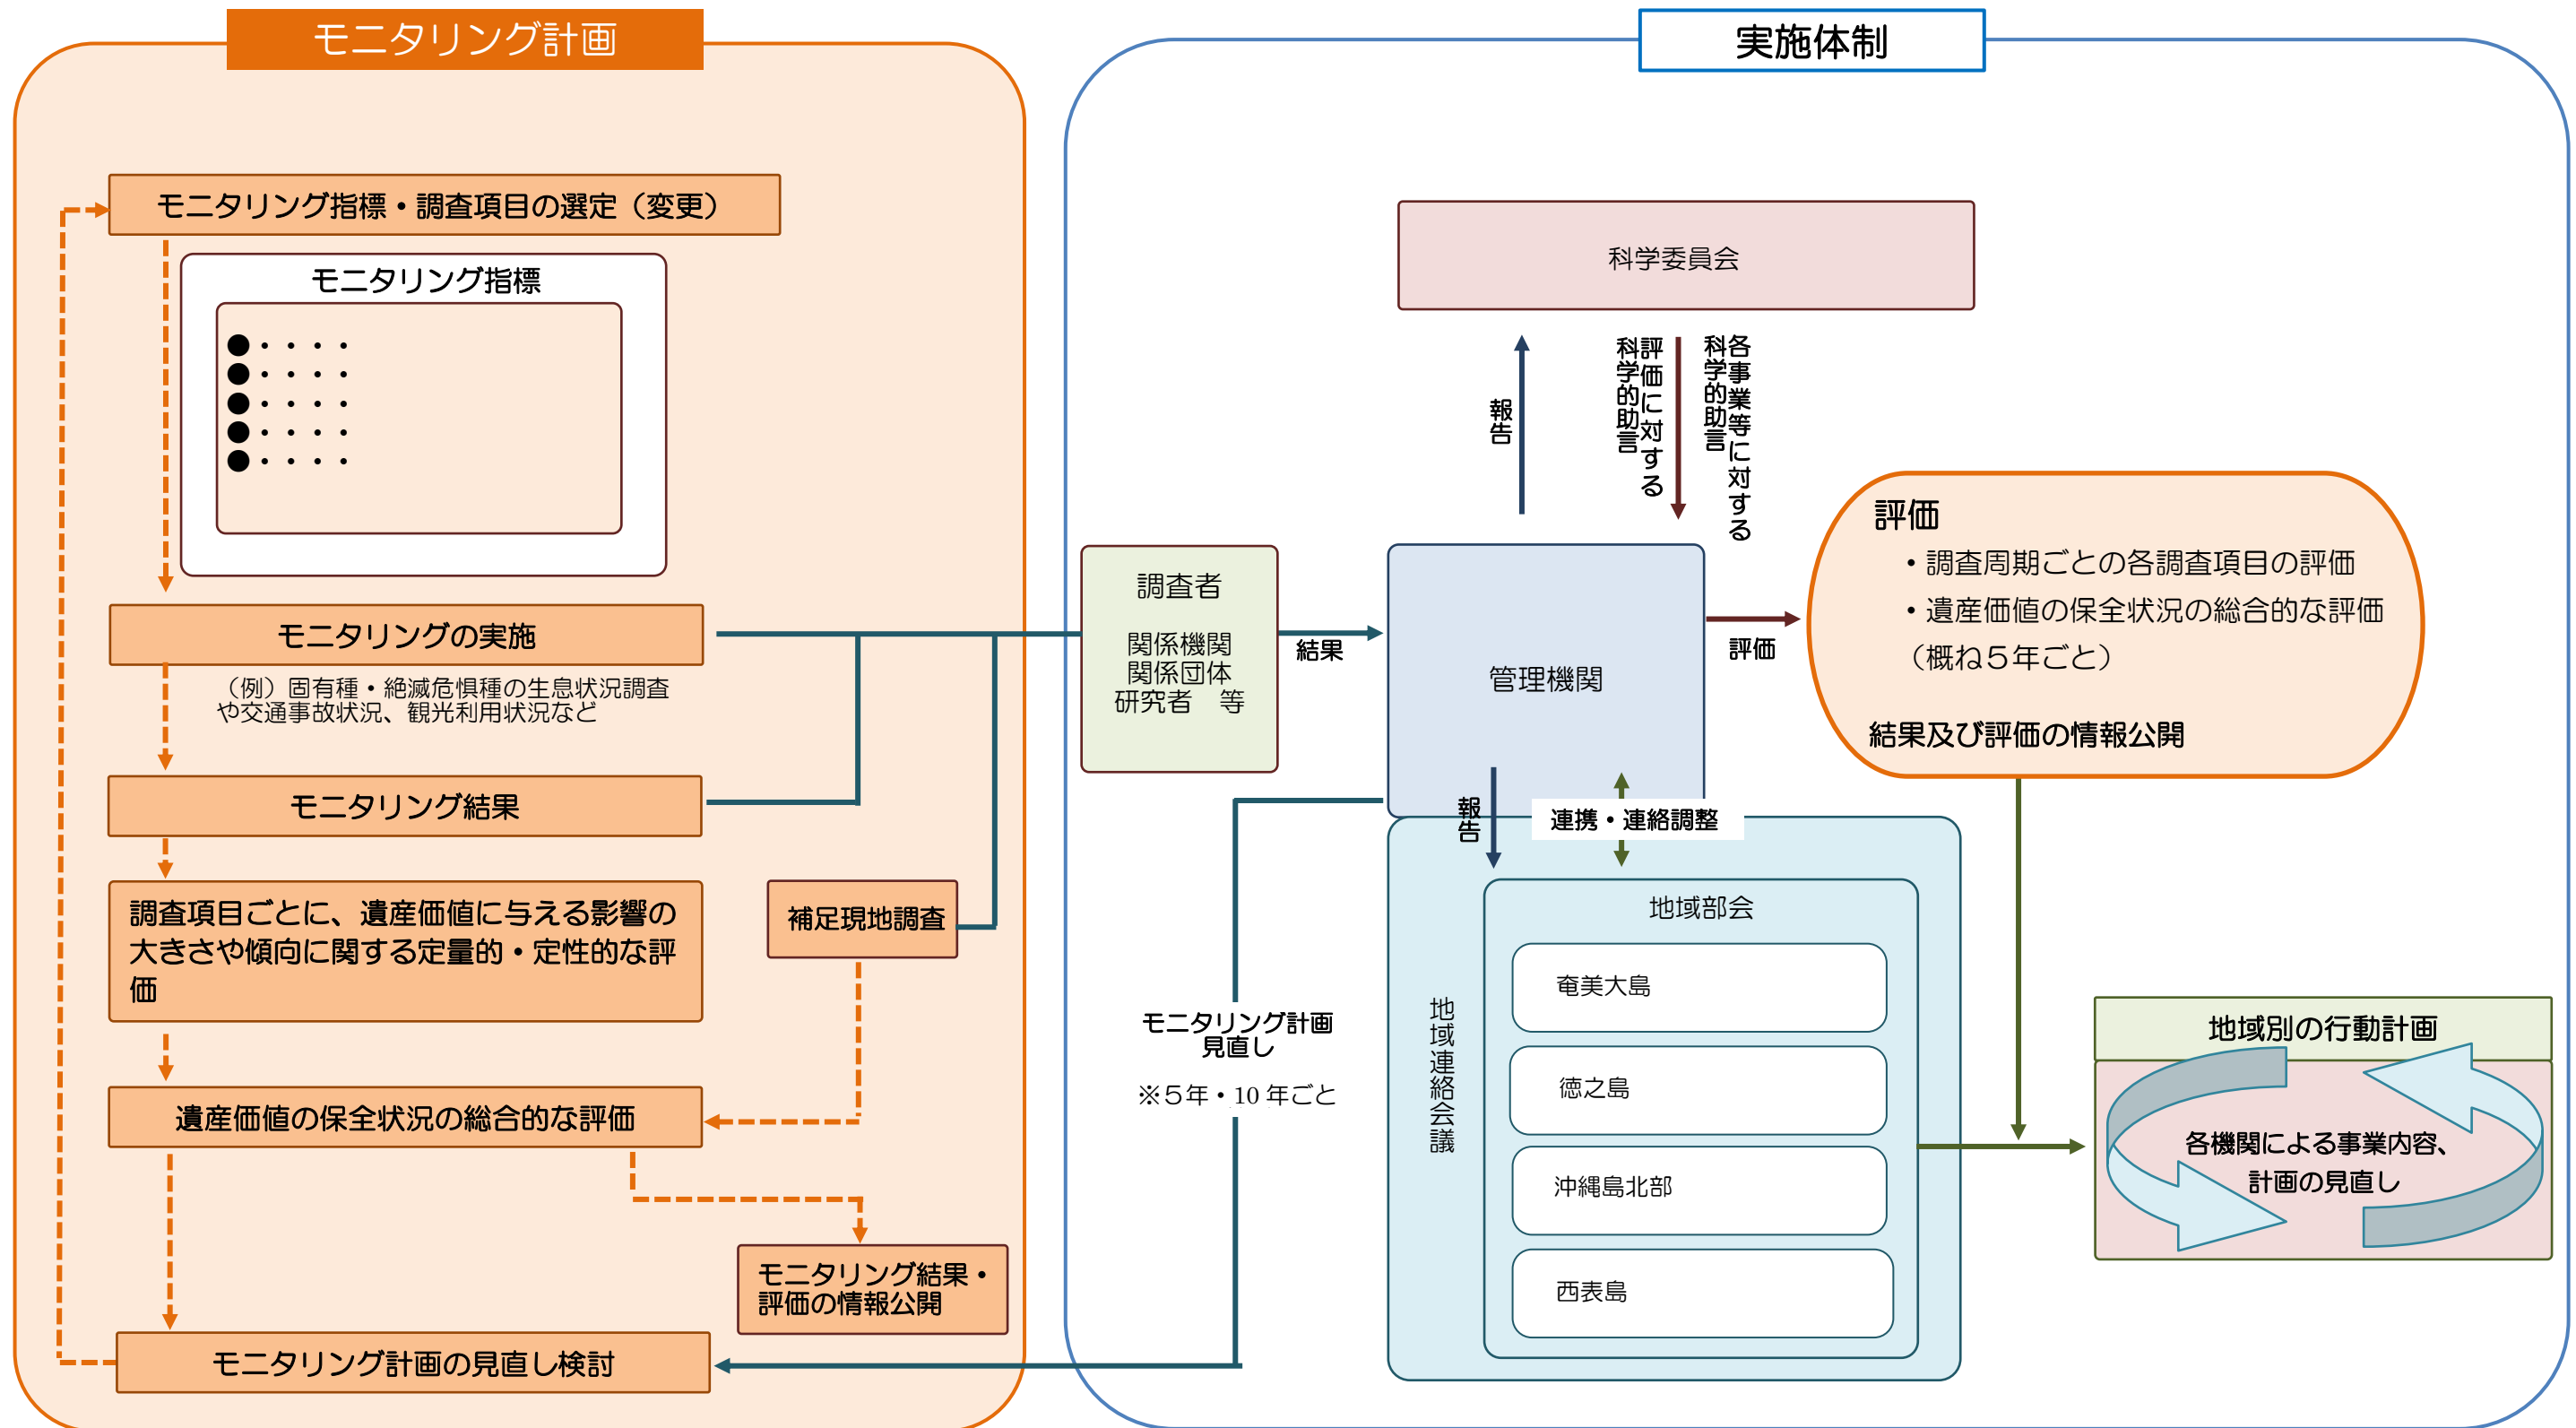 モニタリング計画
モニタリング指標・調査項目の選定（変更）
モニタリング指標
●・・・・
●・・・・
●・・・・
●・・・・
●・・・・
モニタリングの実施
（例）固有種・絶滅危惧種の生息状況調査
や交通事故状況、観光利用状況など
モニタリング結果
調査項目ごとに、遺産価値に与える影響の
大きさや傾向に関する定量的・定性的な評
価
補足現地調査
遺産価値の保全状況の総合的な評価
モニタリング結果・
評価の情報公開
モニタリング計画の見直し検討
実施体制
科学委員会
報告
評価に対する
科学的助言
各事業等に対する
科学的助言
調査者
関係機関
関係団体
研究者　等
結果
管理機関
評価
評価
・調査周期ごとの各調査項目の評価
・遺産価値の保全状況の総合的な評価
（概ね５年ごと）
結果及び評価の情報公開
報告
連携・連絡調整
モニタリング計画
見直し
※５年・10 年ごと
地域連絡会議
地域部会
奄美大島
徳之島
沖縄島北部
西表島
地域別の行動計画
各機関による事業内容、
計画の見直し